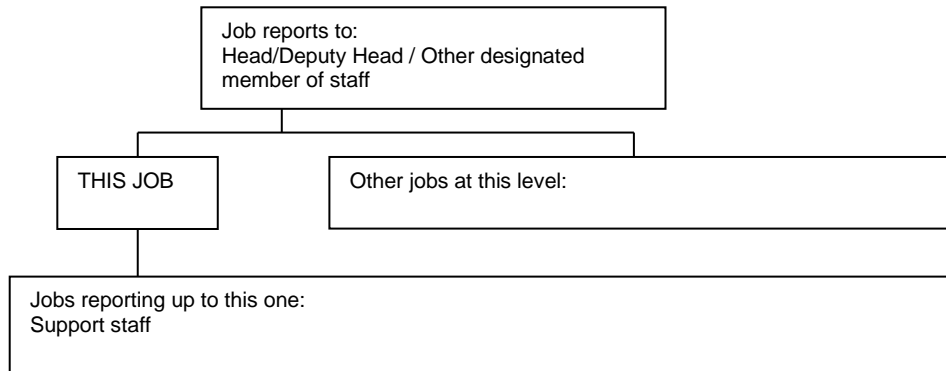 Job reports to:
Head/Deputy Head / Other designated
member of staff
THIS JOB
Other jobs at this level:
Jobs reporting up to this one:
Support staff